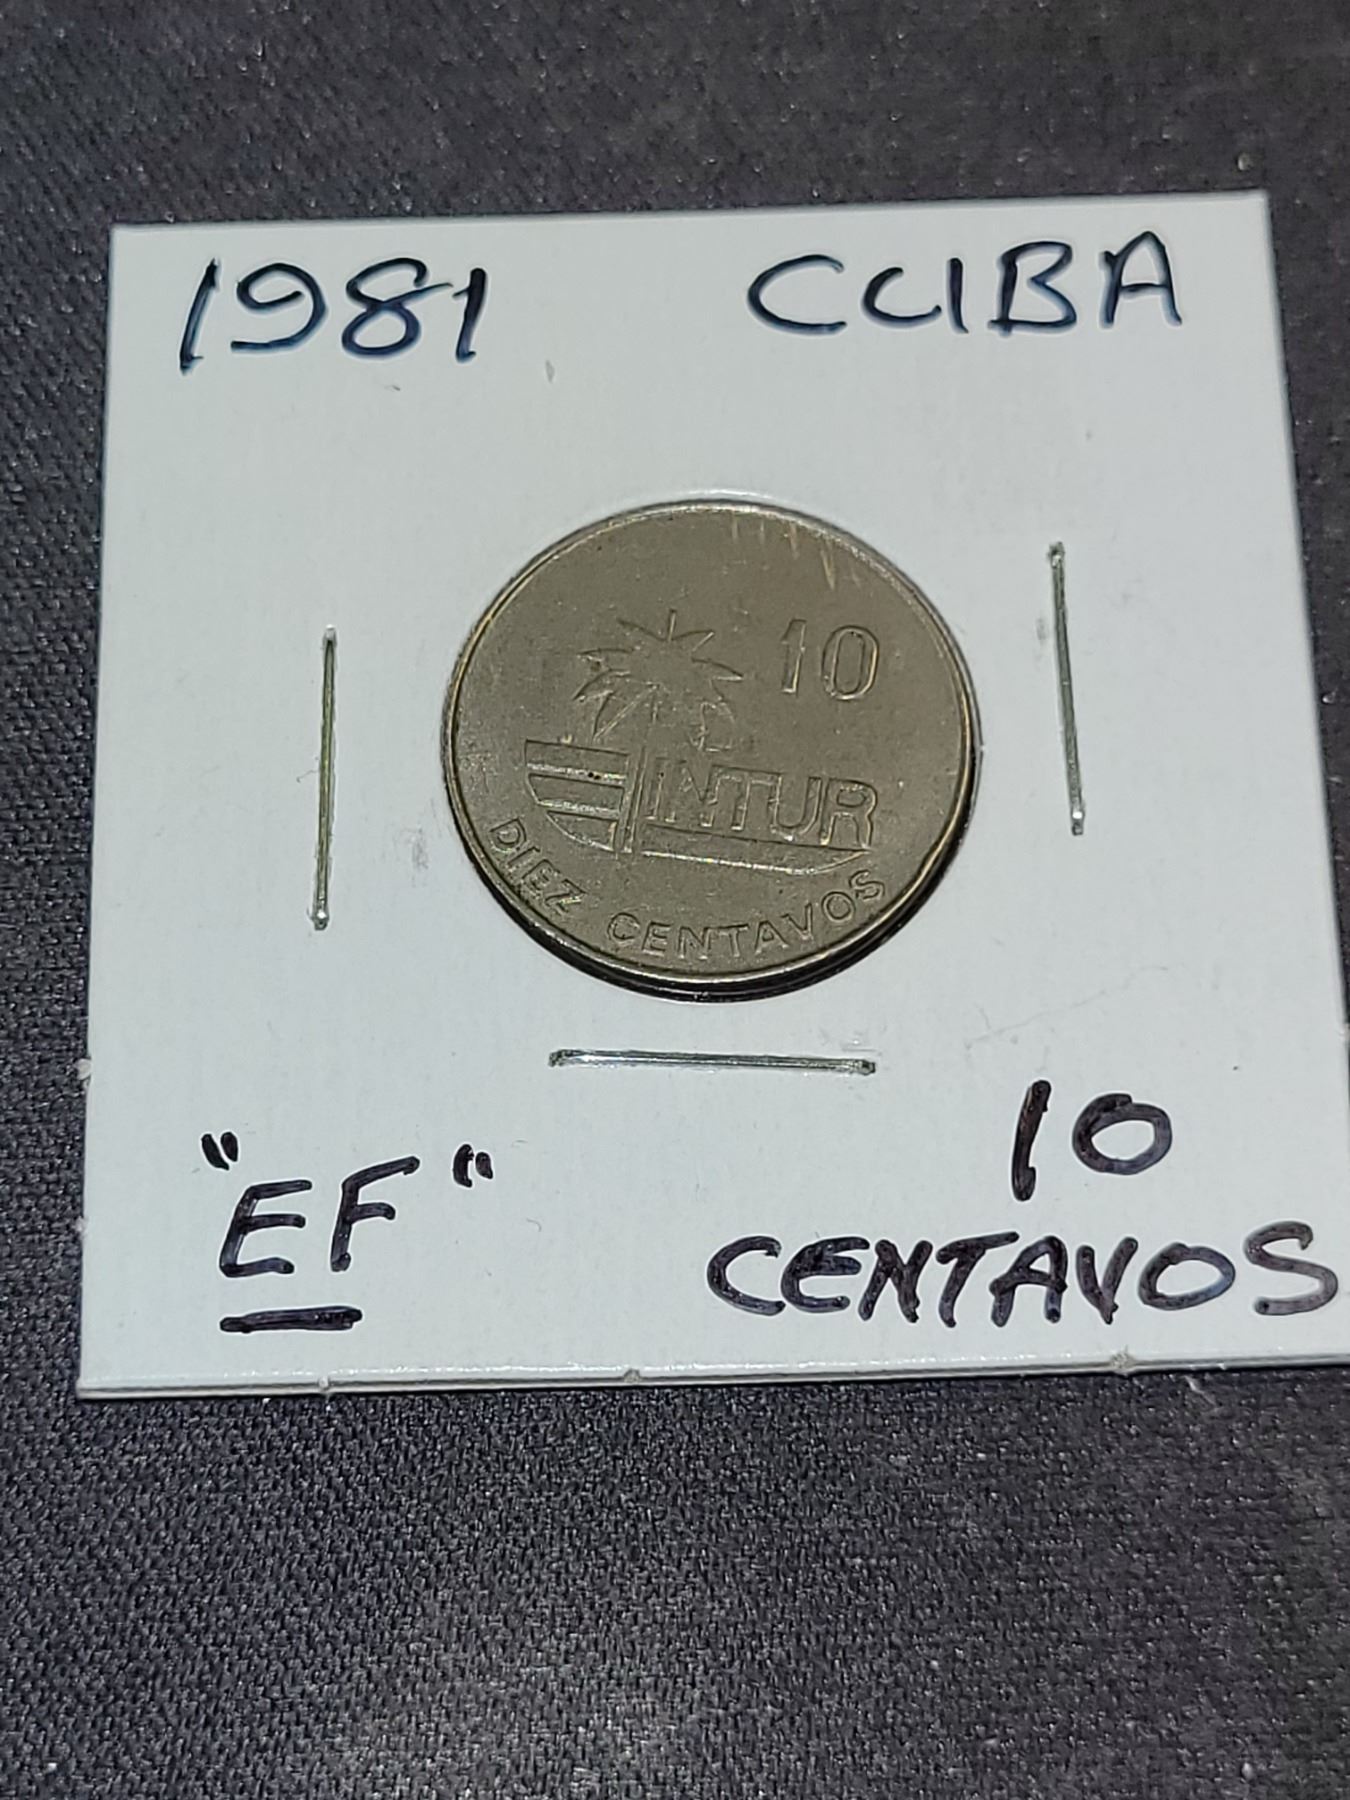 1981 CUBA
10
INTUR
DIEZ CENTAVOS
"EF"
10
CENTAVOS